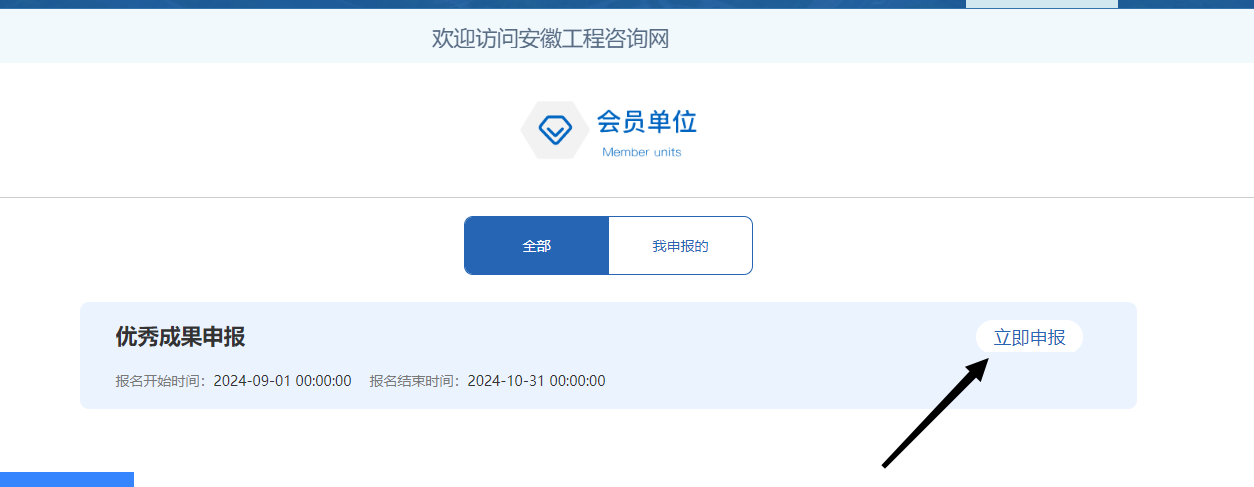 欢迎访问安徽工程咨询网
会员单位
Member units
全部
我申报的
优秀成果申报
立即申报
报名开始时间：2024-09-01 00:00:00 报名结束时间：2024-10-31 00:00:00